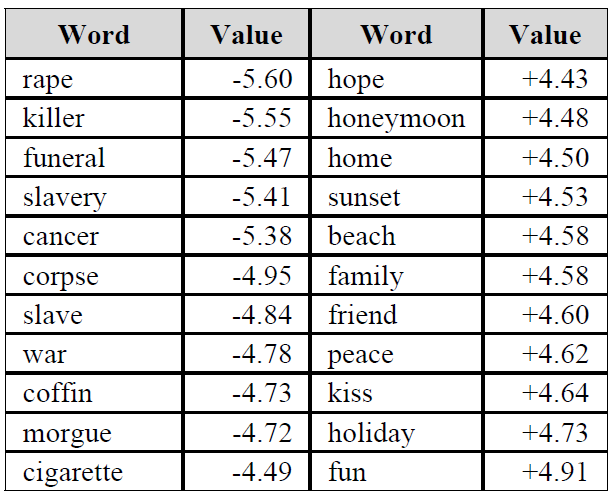 Word Value Word Value
rape -5.60 hope +4.43
killer -5.55 honeymoon +4.48
funeral -5.47 home +4.50
slavery -5.41 sunset +4.53
cancer -5.38 beach +4.58
corpse -4.95 family +4.58
slave -4.84 friend +4.60
war -4.78 peace +4.62
coffin -4.73 kiss +4.64
morgue -4.72 holiday +4.73
cigarette -4.49 fun +4.91